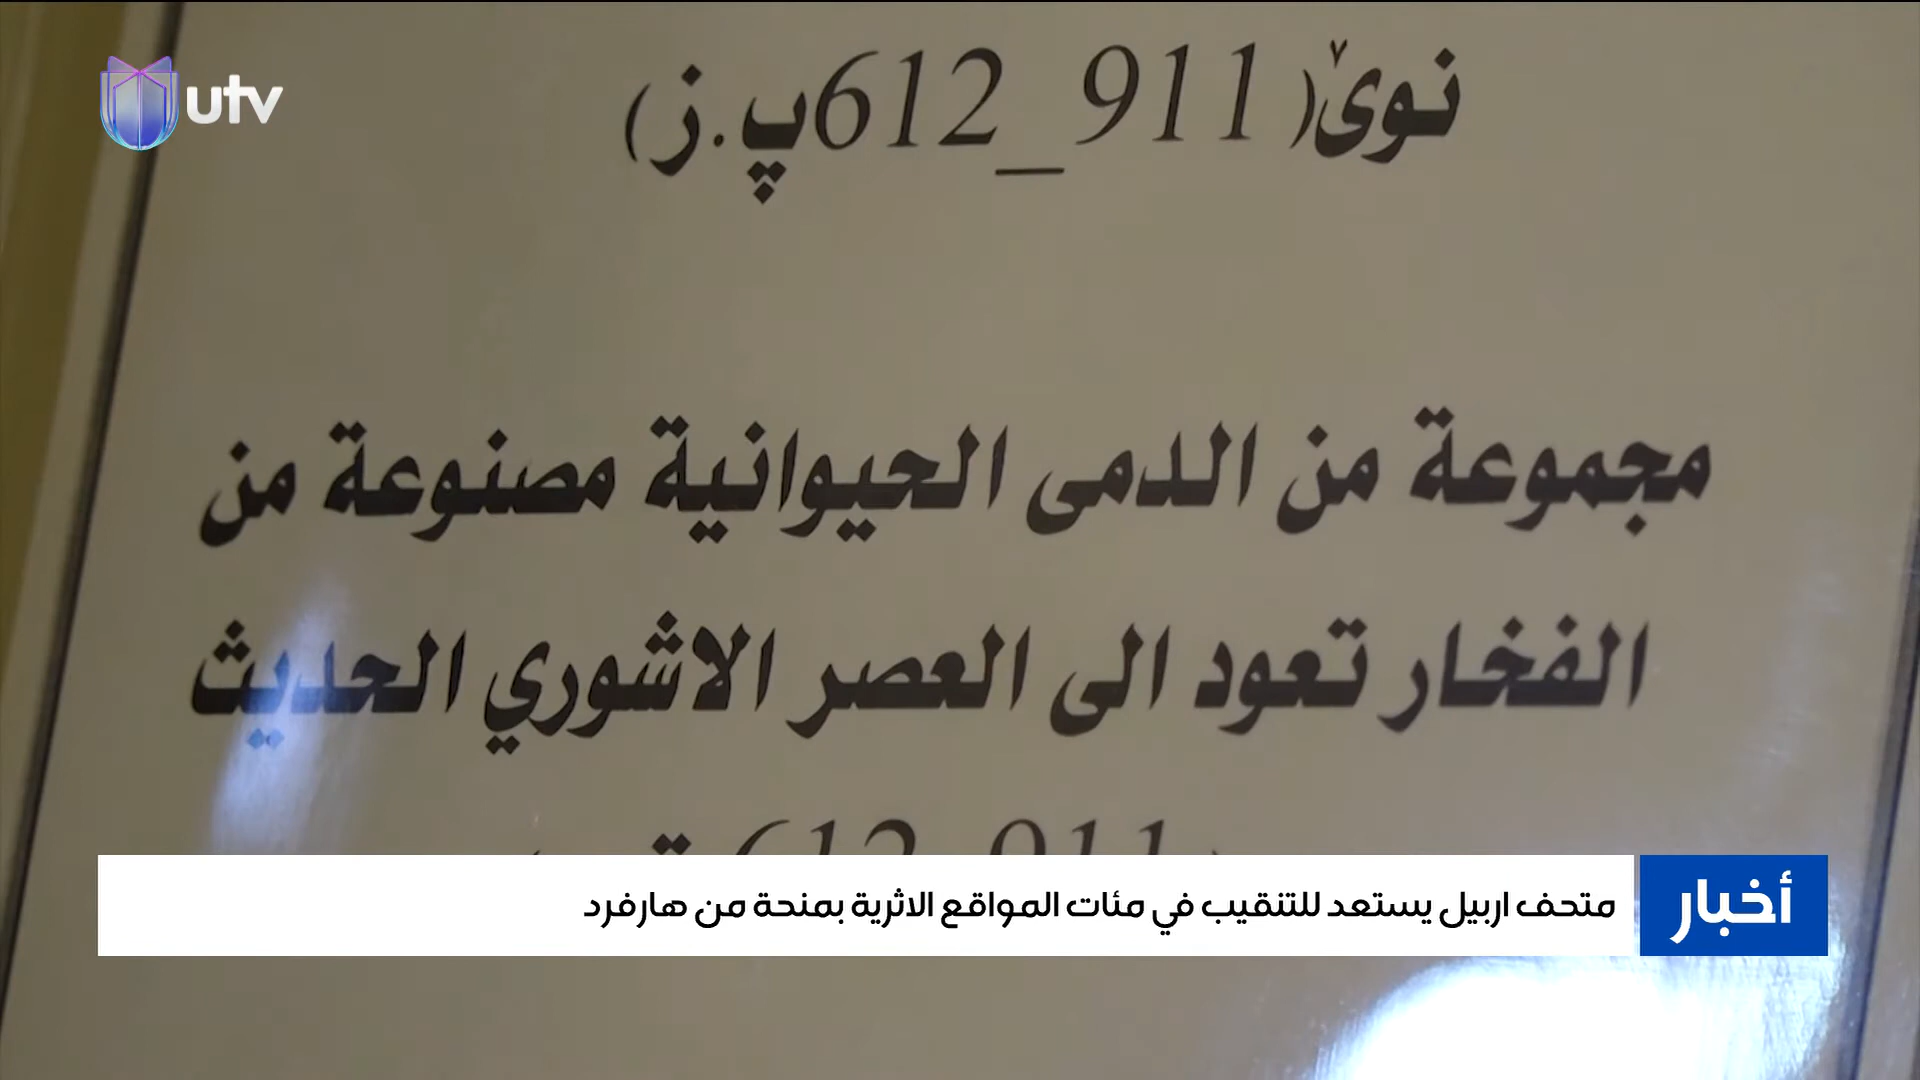 utv
نوێ( 911_612پ.ز)
مجموعة من الدمى الحيوانية مصنوعة من
الفخار تعود الى العصر الاشوري الحديث
أخبار
متحف اربيل يستعد للتنقيب في مئات المواقع الاثرية بمنحة من هارفرد